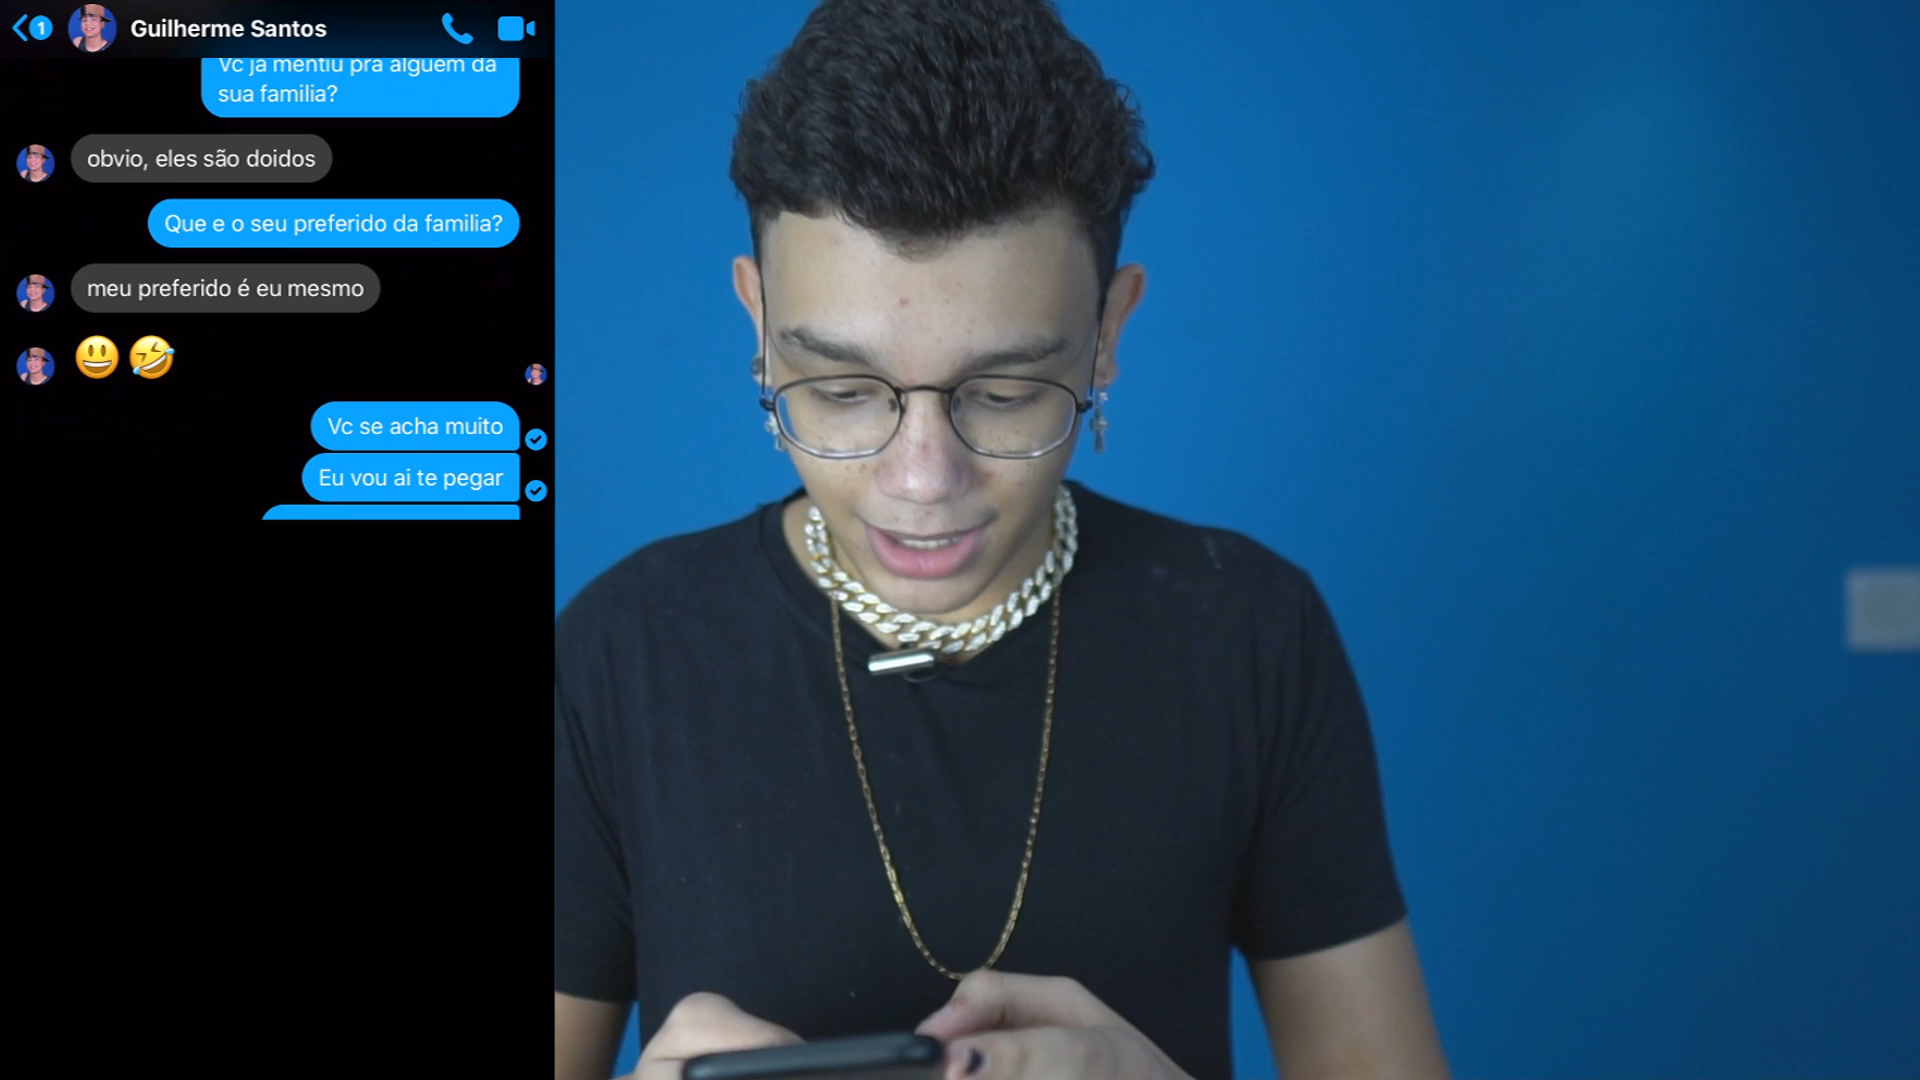 1
Guilherme Santos
Vc ja mentiu pra alguem da
sua familia?
obvio, eles são doidos
Que e o seu preferido da familia?
meu preferido é eu mesmo
Vc se acha muito
Eu vou ai te pegar